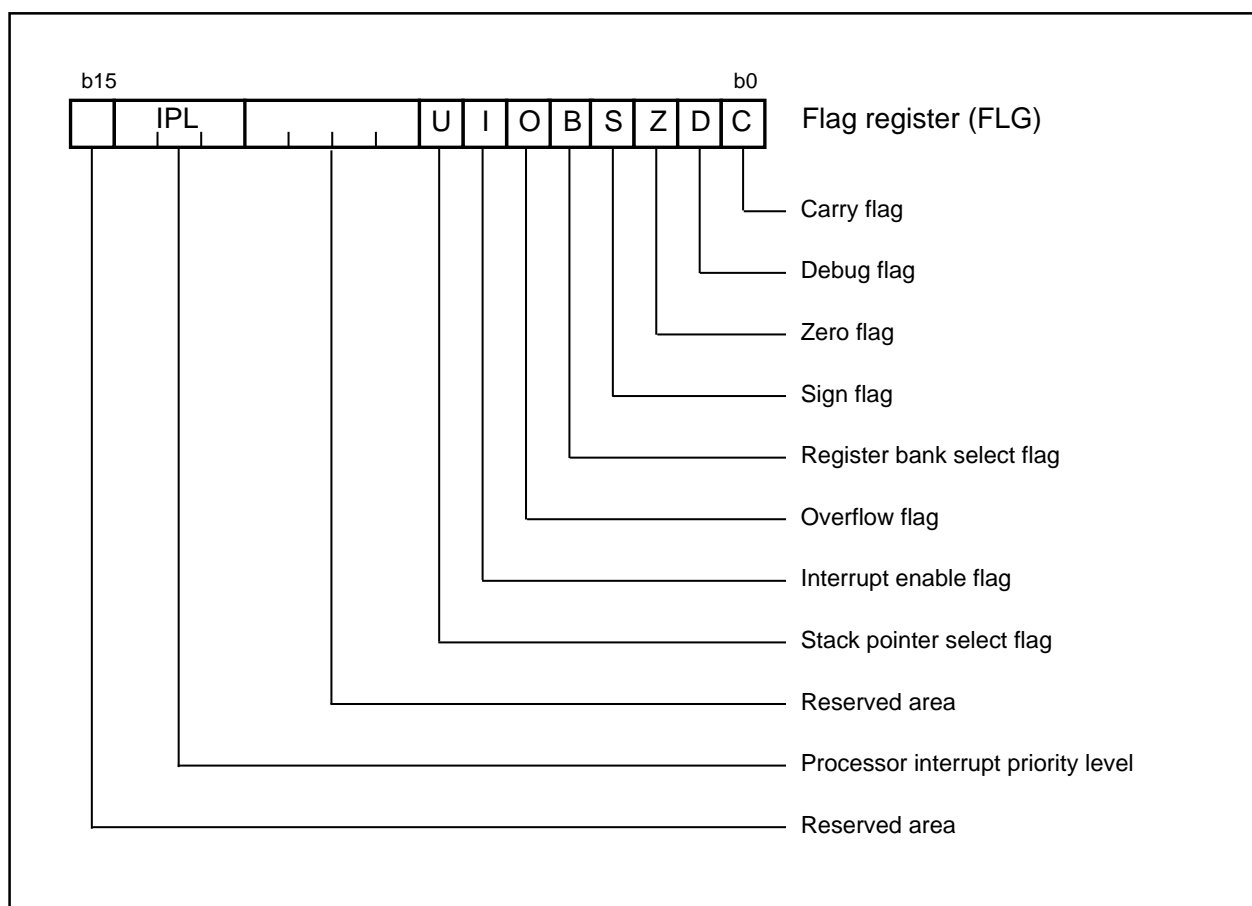 b15 b0
IPL U I O B S Z D C Flag register (FLG)
Carry flag
Debug flag
Zero flag
Sign flag
Register bank select flag
Overflow flag
Interrupt enable flag
Stack pointer select flag
Reserved area
Processor interrupt priority level
Reserved area